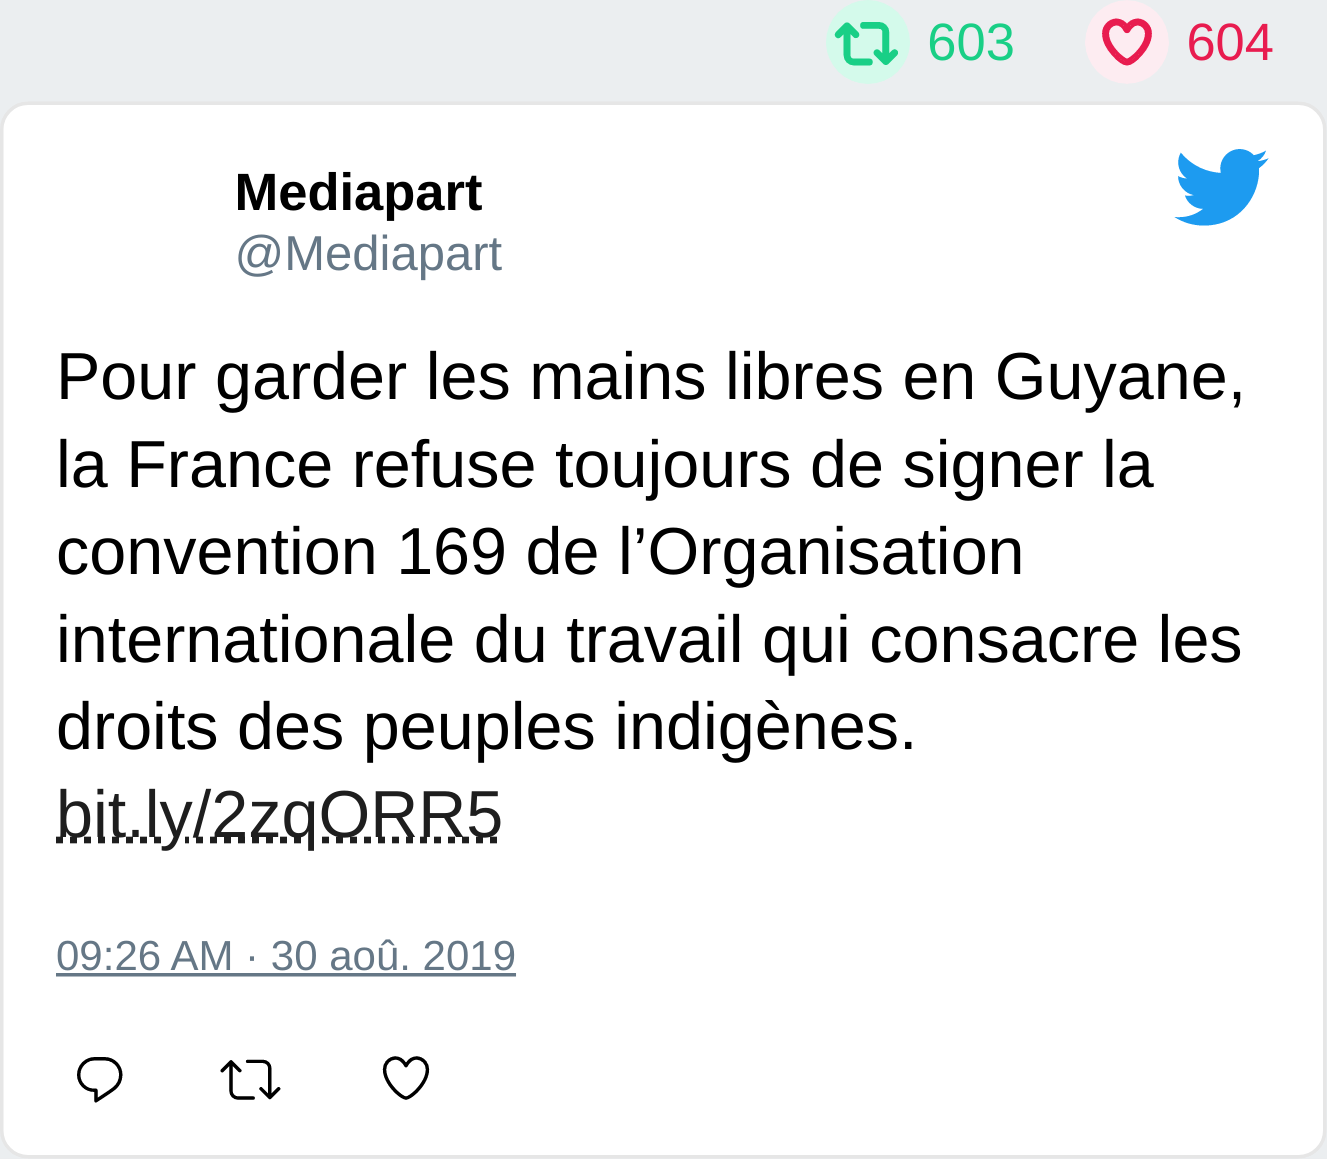 603 604
Mediapart
@Mediapart
Pour garder les mains libres en Guyane,
la France refuse toujours de signer la
convention 169 de l’Organisation
internationale du travail qui consacre les
droits des peuples indigènes.
bit.ly/2zqORR5
09:26 AM · 30 aoû. 2019